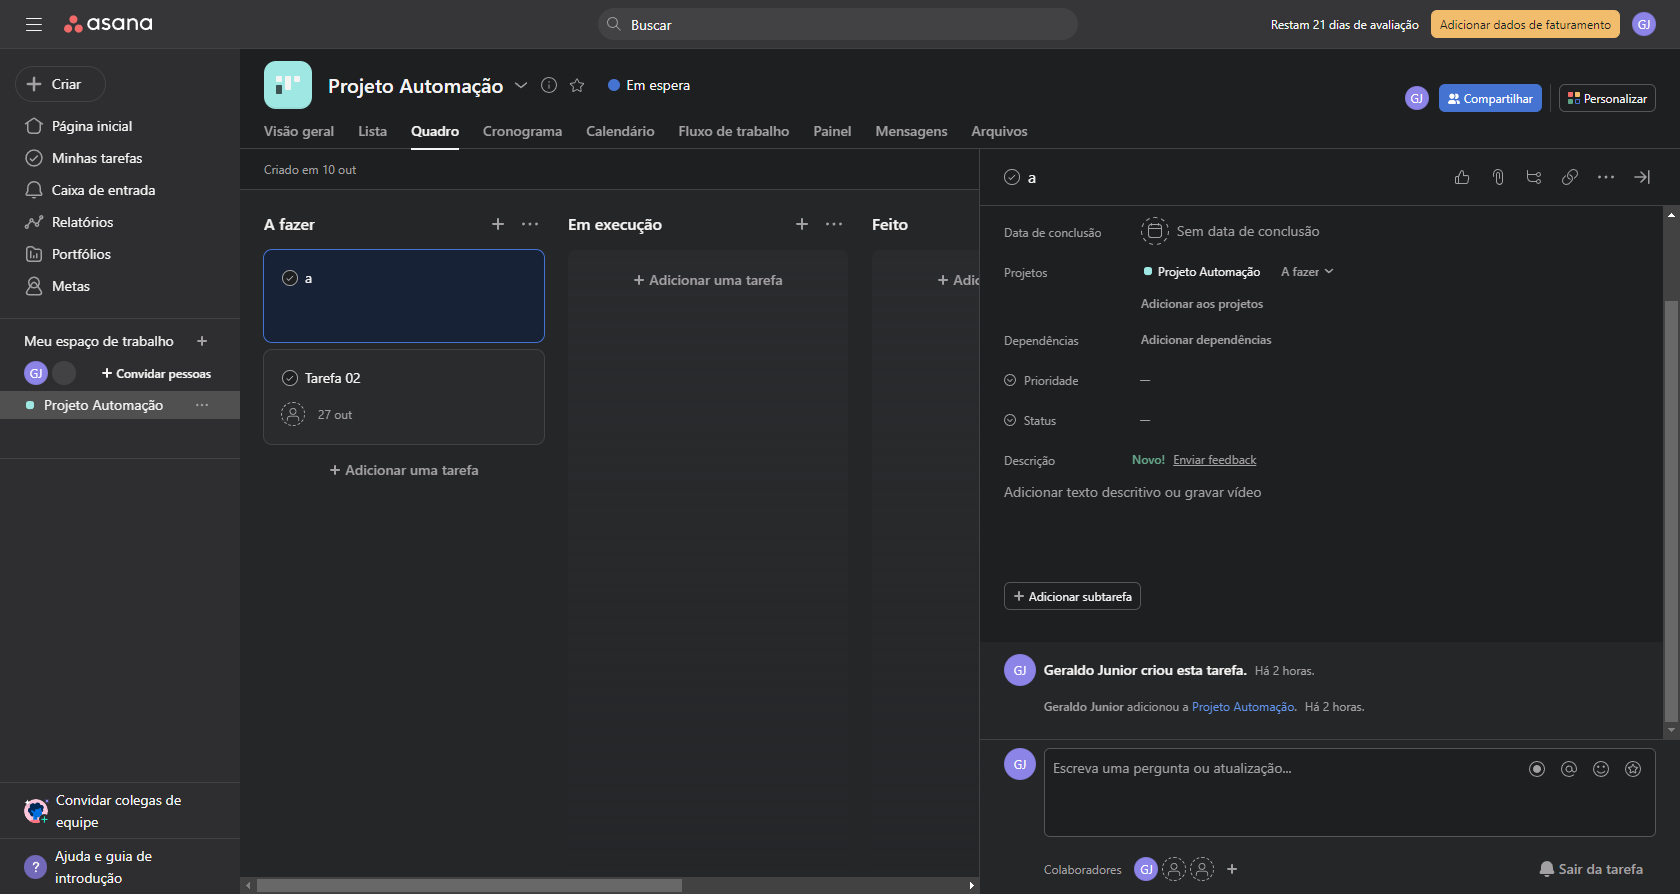 asana
Buscar
Restam 21 dias de avaliação
Adicionar dados de faturamento
GJ
Criar
Página inicial
Minhas tarefas
Caixa de entrada
Relatórios
Portfólios
Metas
Meu espaço de trabalho
GJ
Convidar pessoas
Projeto Automação
Convidar colegas de
equipe
?
Ajuda e guia de
introdução
Projeto Automação
Em espera
GJ
Compartilhar
Personalizar
Visão geral
Lista
Quadro
Cronograma
Calendário
Fluxo de trabalho
Painel
Mensagens
Arquivos
Criado em 10 out
A fazer
a
Tarefa 02
27 out
+ Adicionar uma tarefa
Em execução
+ Adicionar uma tarefa
Feito
+ Adic
a
Data de conclusão
Sem data de conclusão
Projetos
Projeto Automação
A fazer
Adicionar aos projetos
Dependências
Adicionar dependências
Prioridade
—
Status
—
Descrição
Novo! Enviar feedback
Adicionar texto descritivo ou gravar vídeo
+ Adicionar subtarefa
GJ
Geraldo Junior criou esta tarefa. Há 2 horas.
Geraldo Junior adicionou a Projeto Automação. Há 2 horas.
GJ
Escreva uma pergunta ou atualização...
Colaboradores
GJ
Sair da tarefa